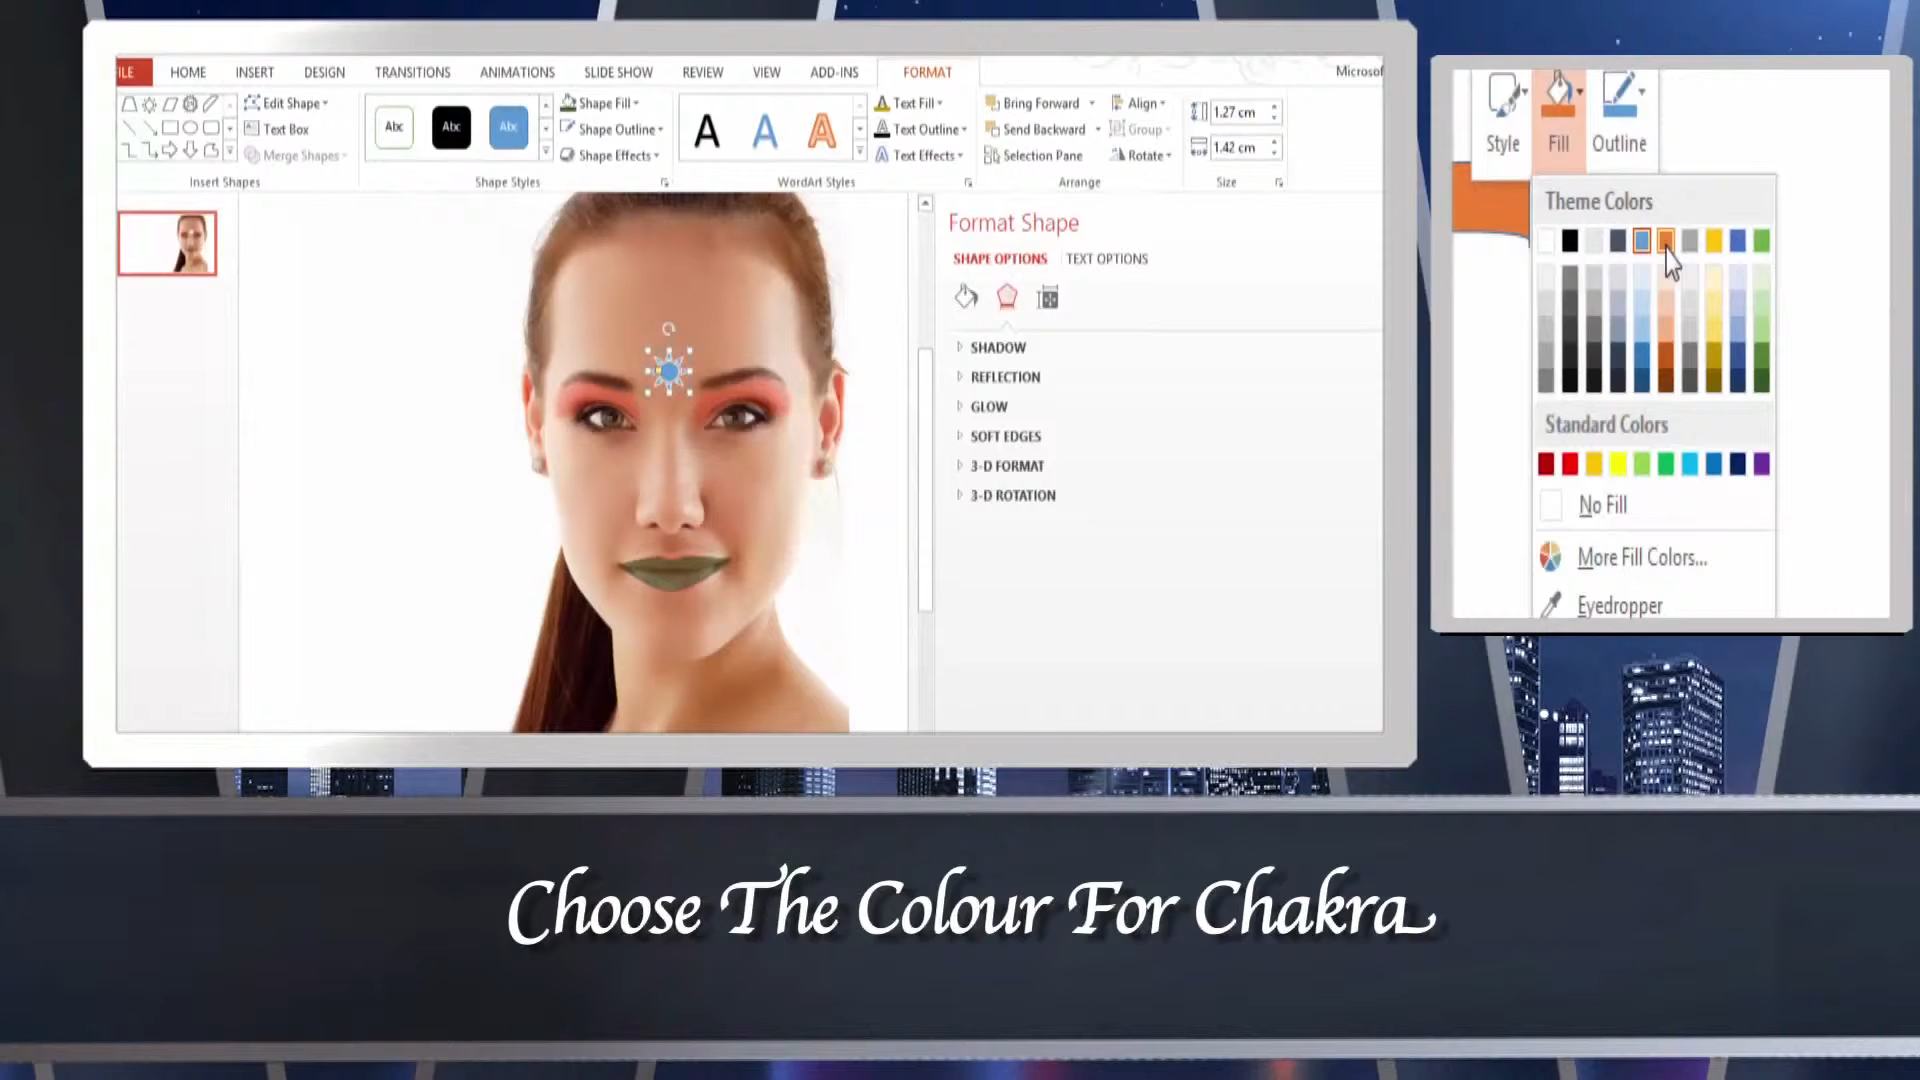 ILE HOME INSERT DESIGN TRANSITIONS ANIMATIONS SLIDE SHOW REVIEW VIEW ADD-INS FORMAT Microsof
Edit Shape
Text Box
Merge Shapes
Insert Shapes
Abc Abc Abc
Shape Fill
Shape Outline
Shape Effects
Shape Styles
A A A
Text Fill
Text Outline
Text Effects
WordArt Styles
Bring Forward
Send Backward
Selection Pane
Align
Group
Rotate
Arrange
1.27 cm
1.42 cm
Size
Format Shape
SHAPE OPTIONS TEXT OPTIONS
SHADOW
REFLECTION
GLOW
SOFT EDGES
3-D FORMAT
3-D ROTATION
Style Fill Outline
Theme Colors
Standard Colors
No Fill
More Fill Colors...
Eyedropper
Choose The Colour For Chakra